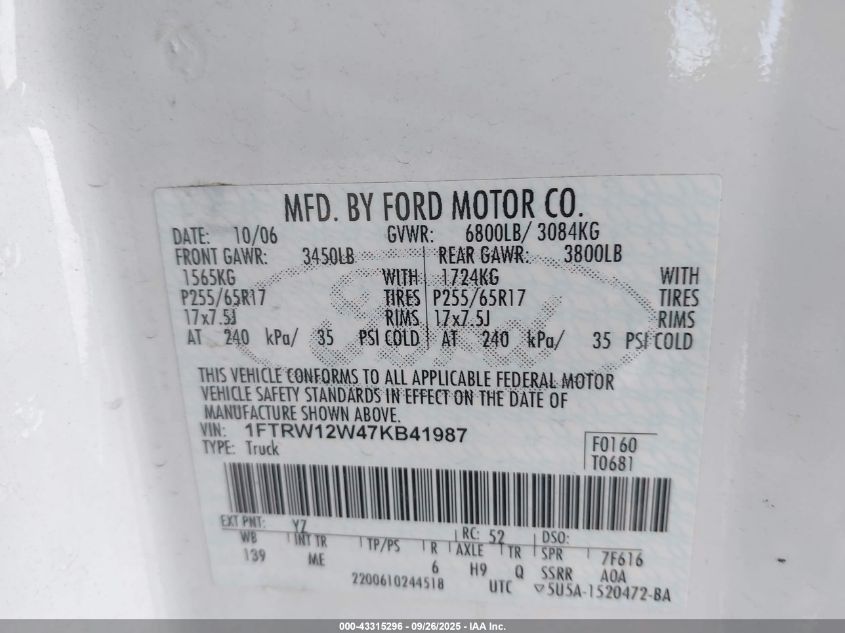 MFD. BY FORD MOTOR CO.
DATE: 10/06 GVWR: 6800LB/ 3084KG
FRONT GAWR: 3450LB REAR GAWR: 3800LB
1565KG WITH 1724KG WITH
P255/65R17 TIRES P255/65R17 TIRES
17x7.5J RIMS 17x7.5J RIMS
AT 240 kPa/ 35 PSI COLD AT 240 kPa/ 35 PSI COLD
Ford
THIS VEHICLE CONFORMS TO ALL APPLICABLE FEDERAL MOTOR
VEHICLE SAFETY STANDARDS IN EFFECT ON THE DATE OF
MANUFACTURE SHOWN ABOVE.
VIN: 1FTRW12W47KB41987
TYPE: Truck
F0160
T0681
EXT PNT: YZ RC: 52 DSO:
WB INT TR TP/PS R AXLE TR SPR 7F616
139 ME 6 H9 Q SSRR A0A
2200610244518 UTC ▽5U5A-1520472-BA
000-43315296 - 09/26/2025 - IAA Inc.